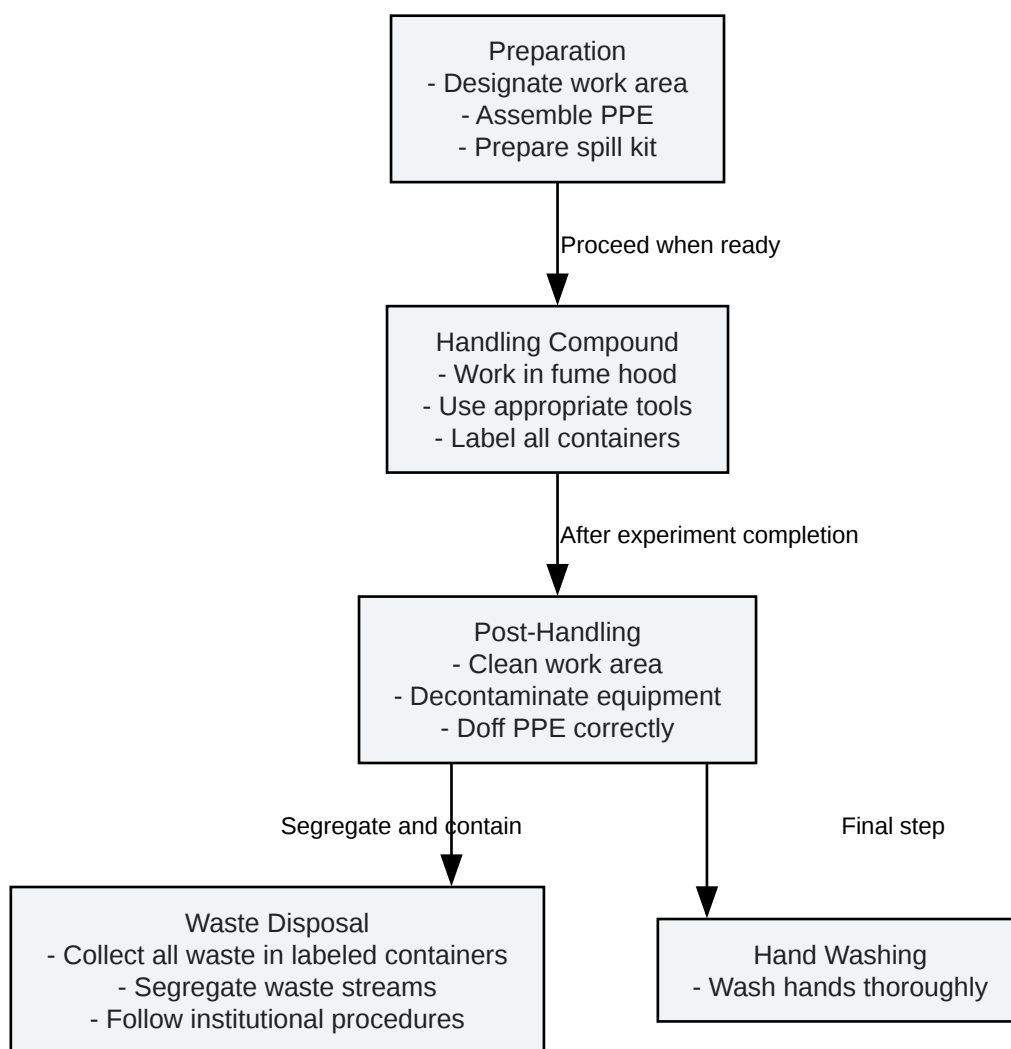 Preparation
- Designate work area
- Assemble PPE
- Prepare spill kit
Proceed when ready
Handling Compound
- Work in fume hood
- Use appropriate tools
- Label all containers
After experiment completion
Post-Handling
- Clean work area
- Decontaminate equipment
- Doff PPE correctly
Segregate and contain
Final step
Waste Disposal
- Collect all waste in labeled containers
- Segregate waste streams
- Follow institutional procedures
Hand Washing
- Wash hands thoroughly